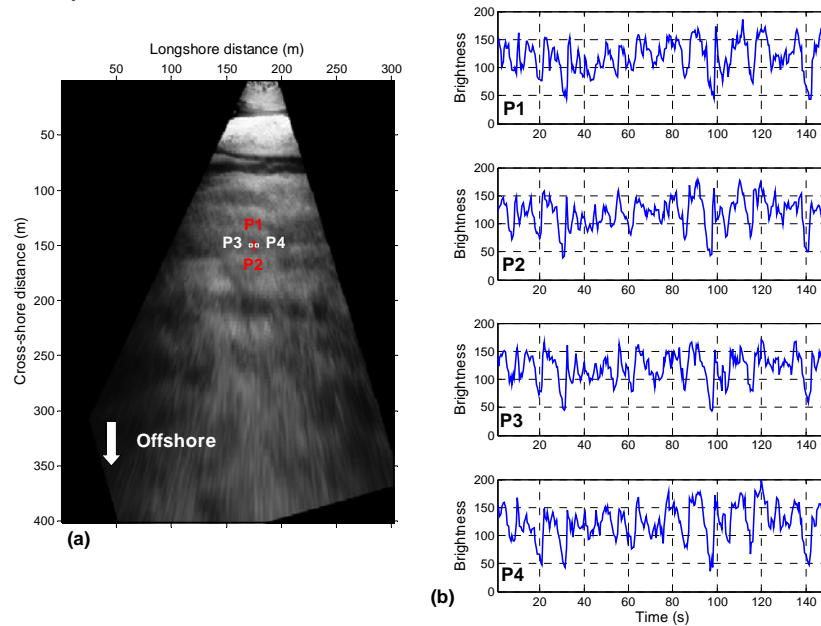 Longshore distance (m)
50 100 150 200 250 300
Cross-shore distance (m)
50
100
150
200
250
300
350
400
P1
P3 P4
P2
Offshore
(a)
Brightness
200
150
100
50
0
P1
20 40 60 80 100 120 140
Brightness
200
150
100
50
0
P2
20 40 60 80 100 120 140
Brightness
200
150
100
50
0
P3
20 40 60 80 100 120 140
Brightness
200
150
100
50
0
P4
20 40 60 80 100 120 140
Time (s)
(b)